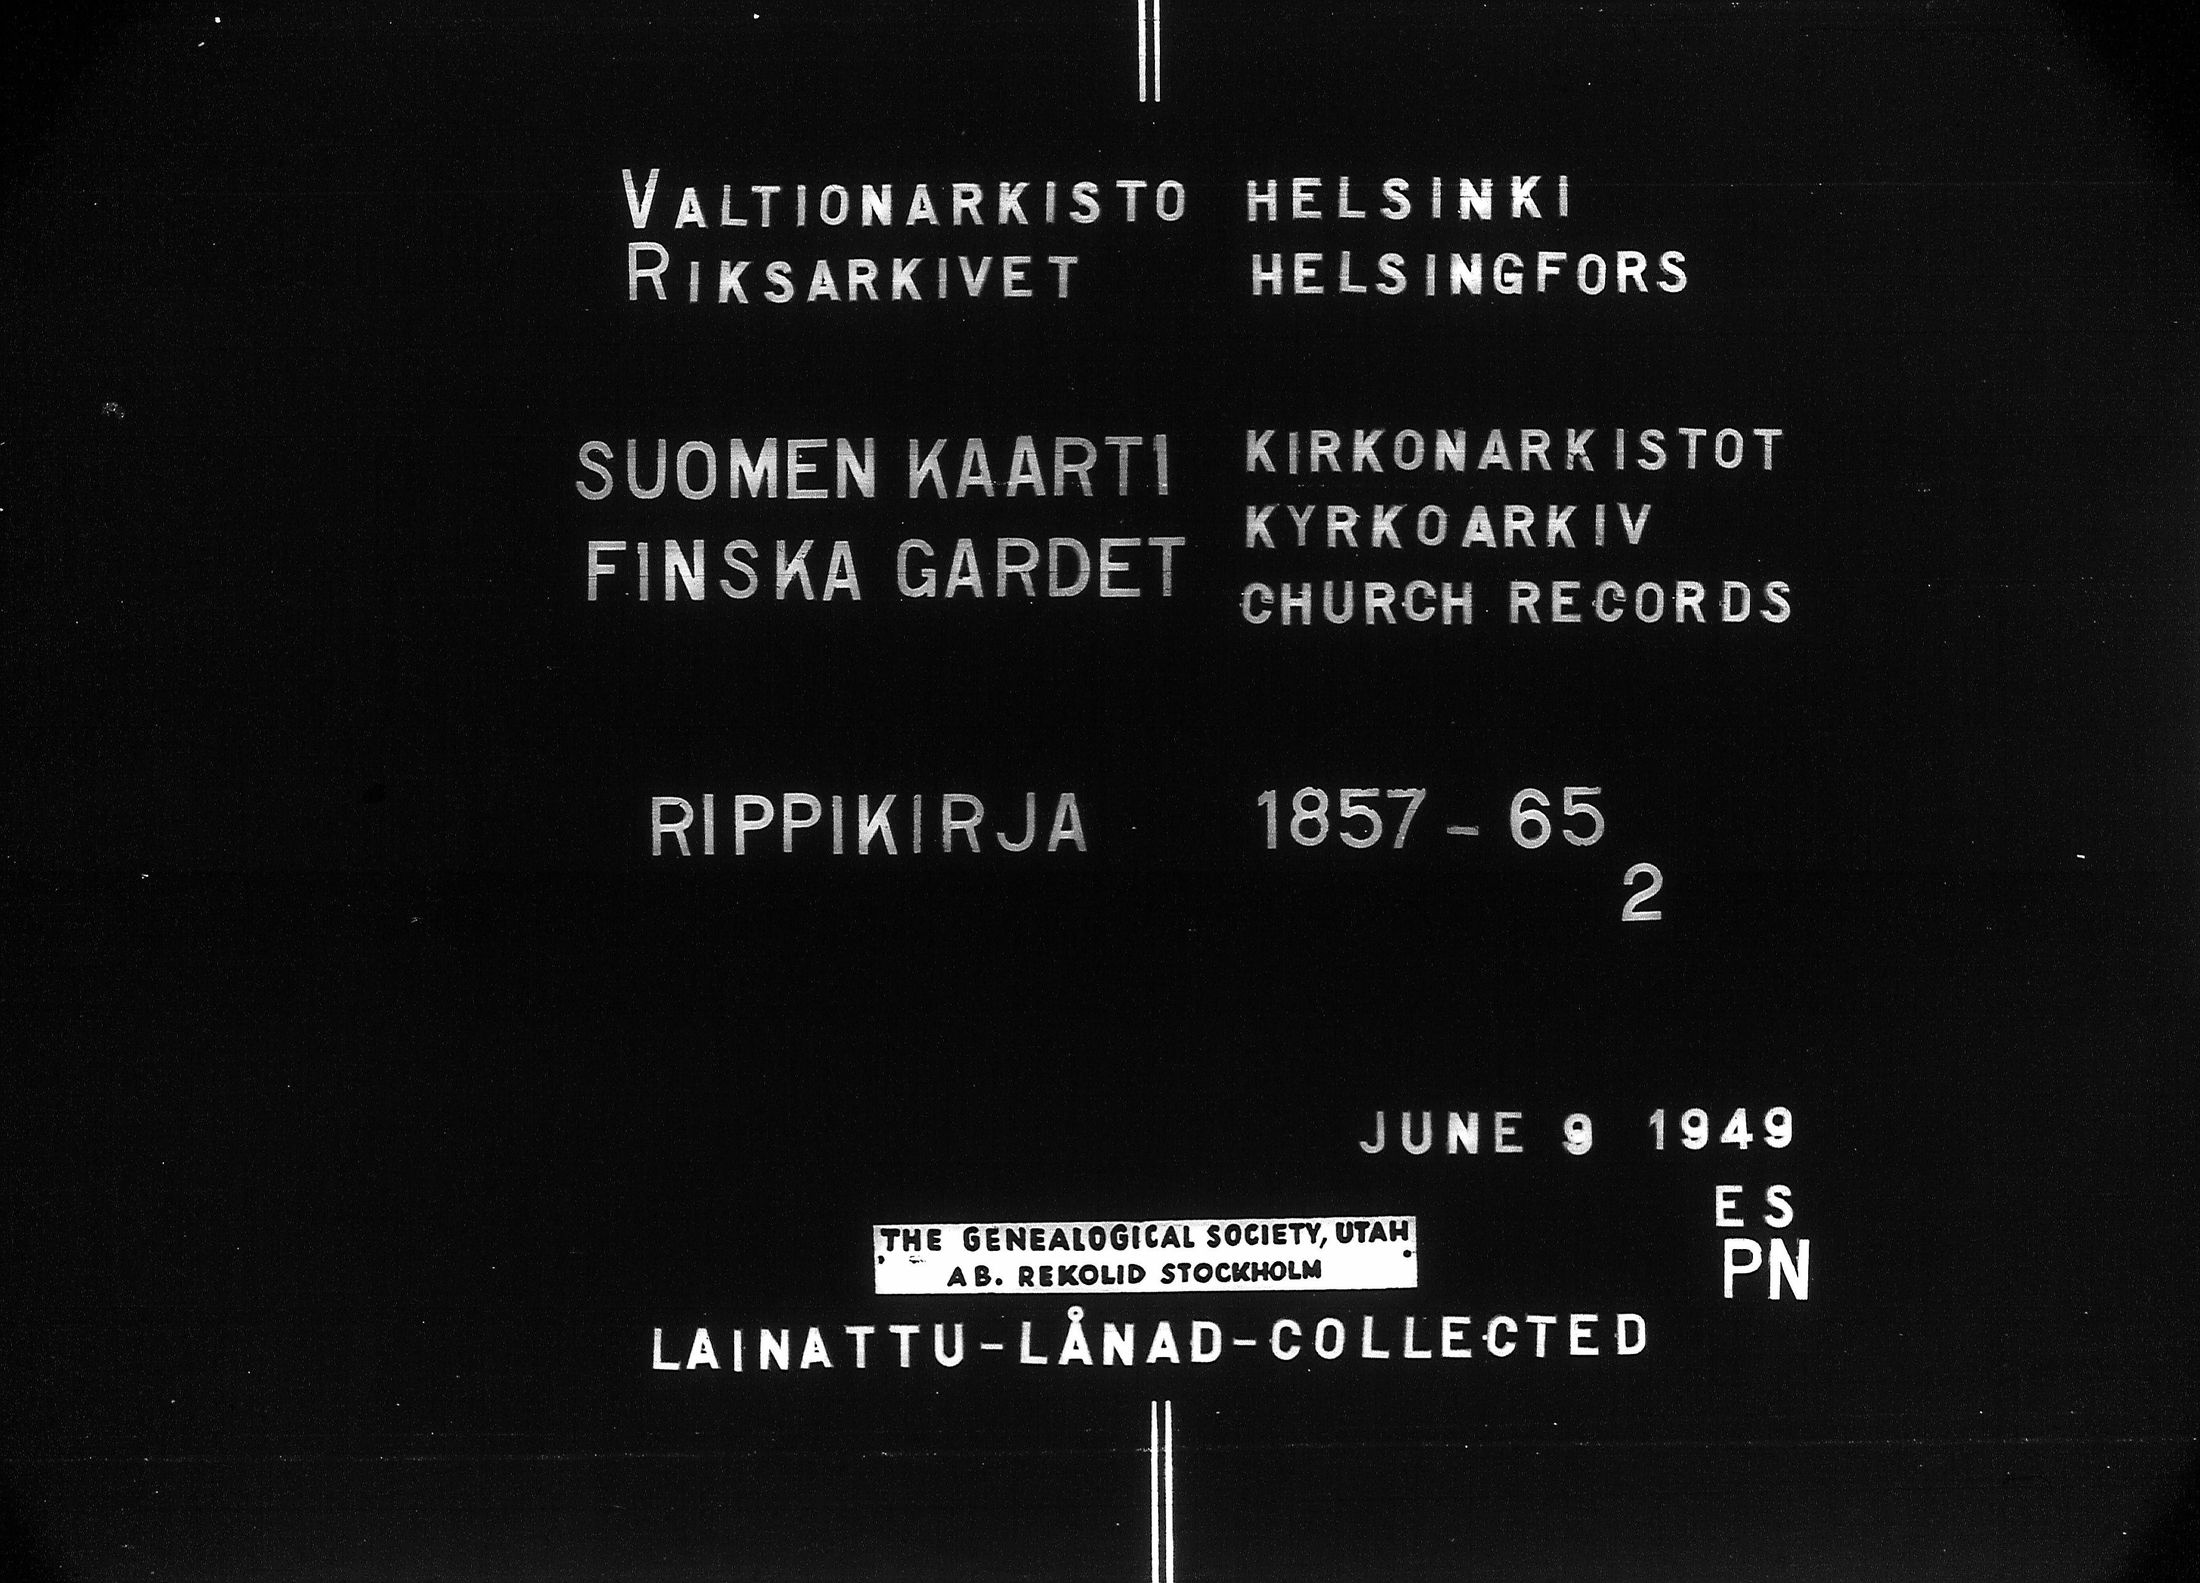 VALTIONARKISTO HELSINKI
RIKSARKIVET HELSINGFORS
SUOMEN KAARTI
FINSKA GARDET
KIRKONARKISTOT
KYRKOARKIV
CHURCH RECORDS
RIPPIKIRJA 1857-65
2
JUNE 9 1949
ES
PN
THE GENEALOGICAL SOCIETY, UTAH
AB. REKOLID STOCKHOLM
LAINATTU-LÅNAD-COLLECTED